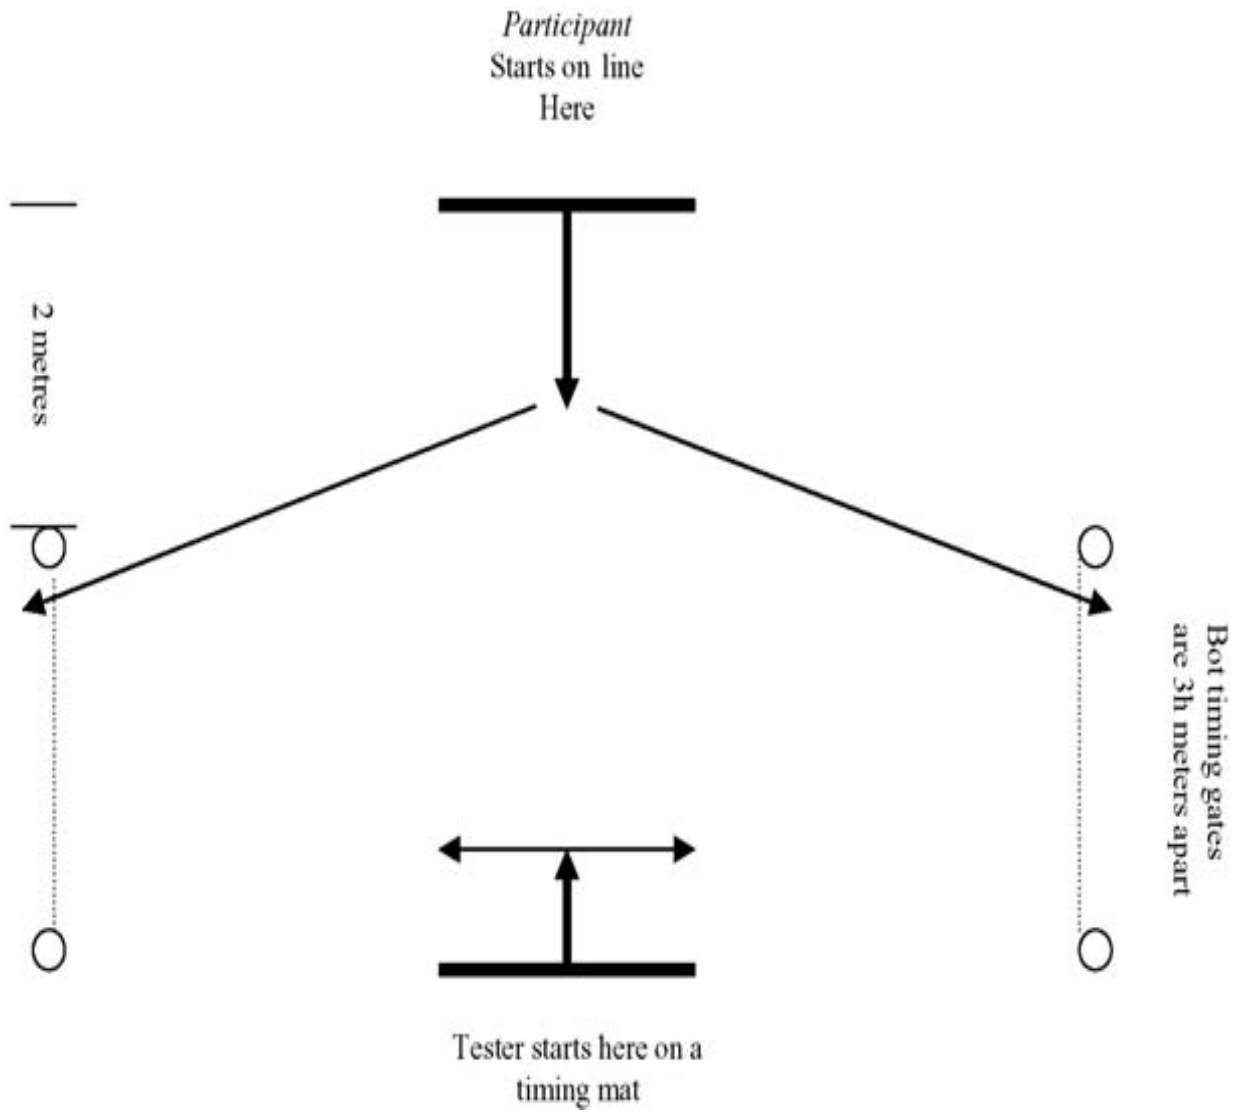 Participant
Starts on line
Here
2 metres
Bot timing gates
are 3h meters apart
Tester starts here on a
timing mat